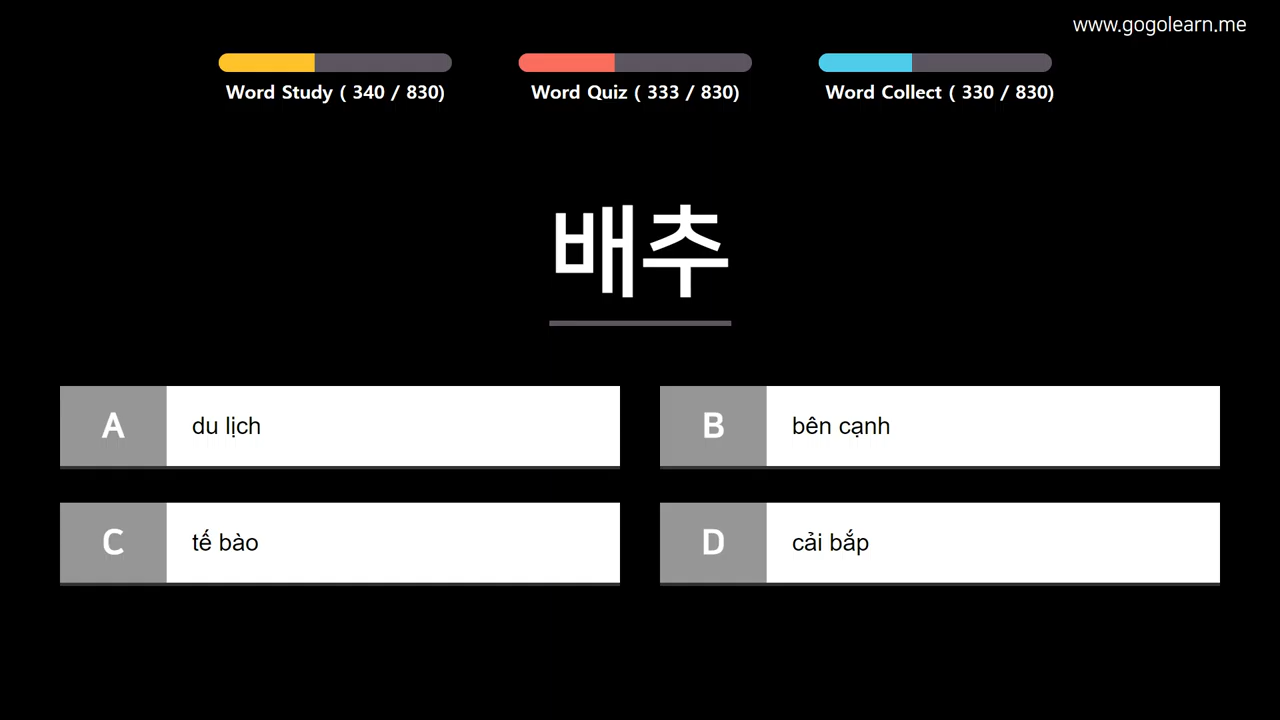 www.gogolearn.me
Word Study ( 340 / 830)
Word Quiz ( 333 / 830)
Word Collect ( 330 / 830)
배추
A du lịch
B bên cạnh
C tế bào
D cải bắp